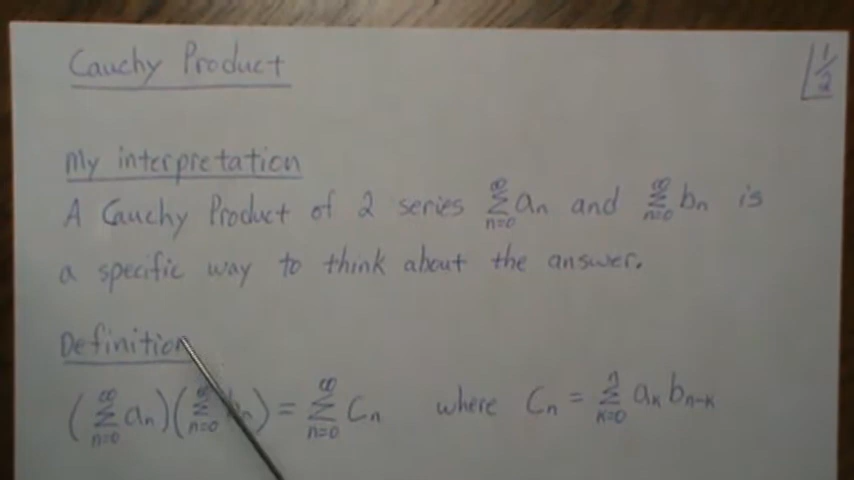 Cauchy Product
1/2
My interpretation
A Cauchy Product of 2 series ∑_{n=0}^{∞} a_n and ∑_{n=0}^{∞} b_n is
a specific way to think about the answer.
Definition
(∑_{n=0}^{∞} a_n)(∑_{n=0}^{∞} b_n) = ∑_{n=0}^{∞} C_n where C_n = ∑_{k=0}^{n} a_k b_{n-k}